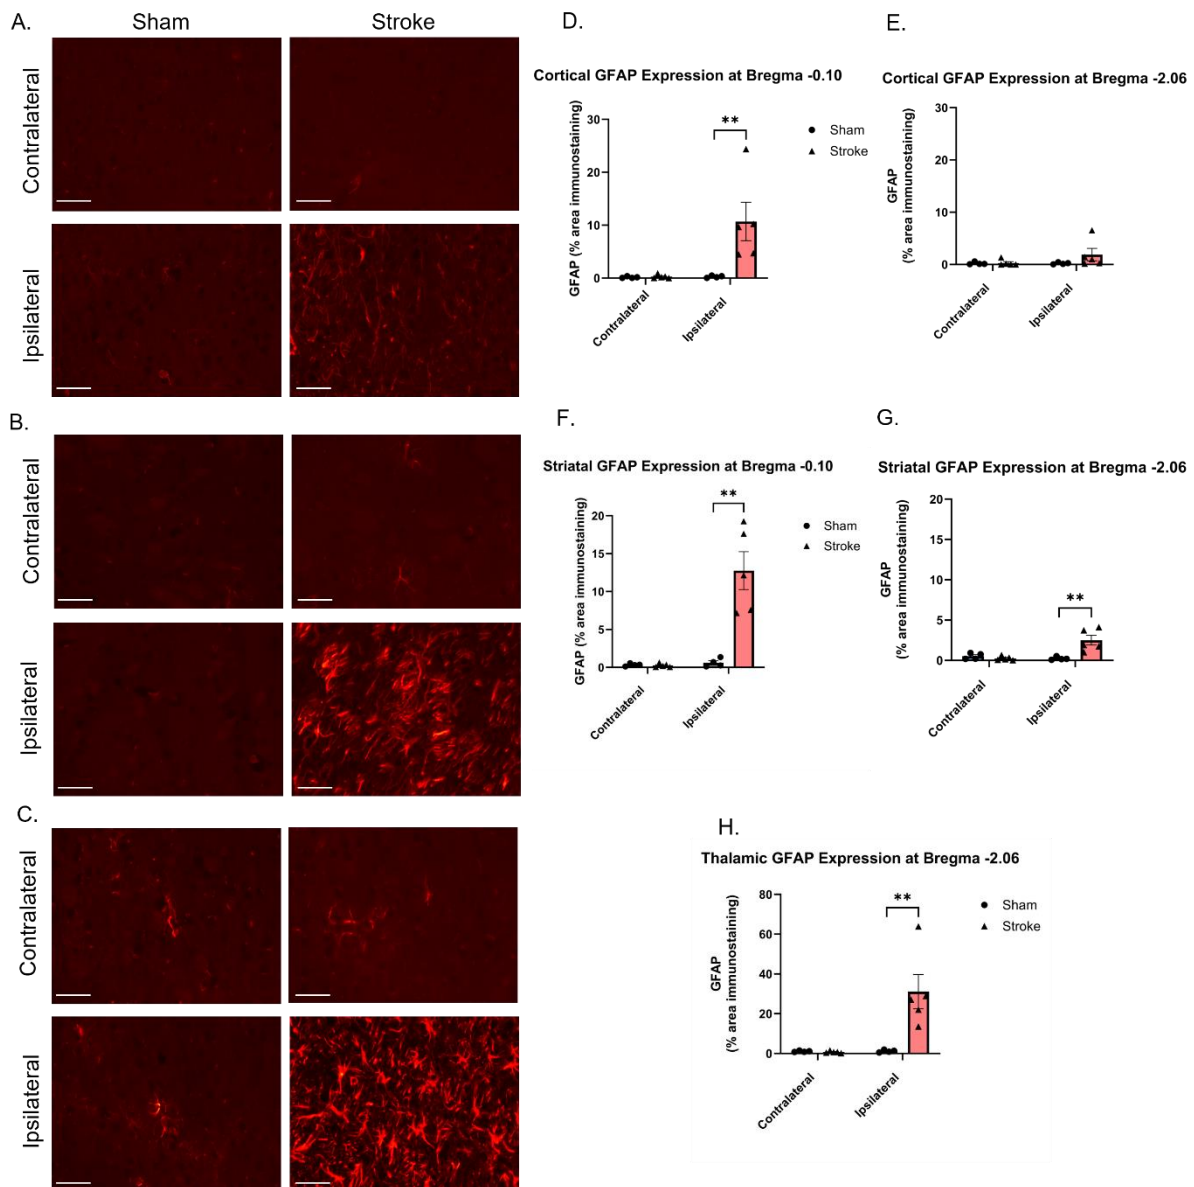 A.
Sham
Stroke
Contralateral
Ipsilateral
B.
Contralateral
Ipsilateral
C.
Contralateral
Ipsilateral
D.
Cortical GFAP Expression at Bregma -0.10
GFAP (% area immunostaining)
30
20
10
0
**
Contralateral
Ipsilateral
Sham
Stroke
E.
Cortical GFAP Expression at Bregma -2.06
GFAP
(% area immunostaining)
30
20
10
0
Contralateral
Ipsilateral
F.
Striatal GFAP Expression at Bregma -0.10
GFAP (% area immunostaining)
20
15
10
5
0
**
Contralateral
Ipsilateral
Sham
Stroke
G.
Striatal GFAP Expression at Bregma -2.06
GFAP
(% area immunostaining)
20
15
10
5
0
**
Contralateral
Ipsilateral
H.
Thalamic GFAP Expression at Bregma -2.06
GFAP
(% area immunostaining)
80
60
40
20
0
**
Contralateral
Ipsilateral
Sham
Stroke